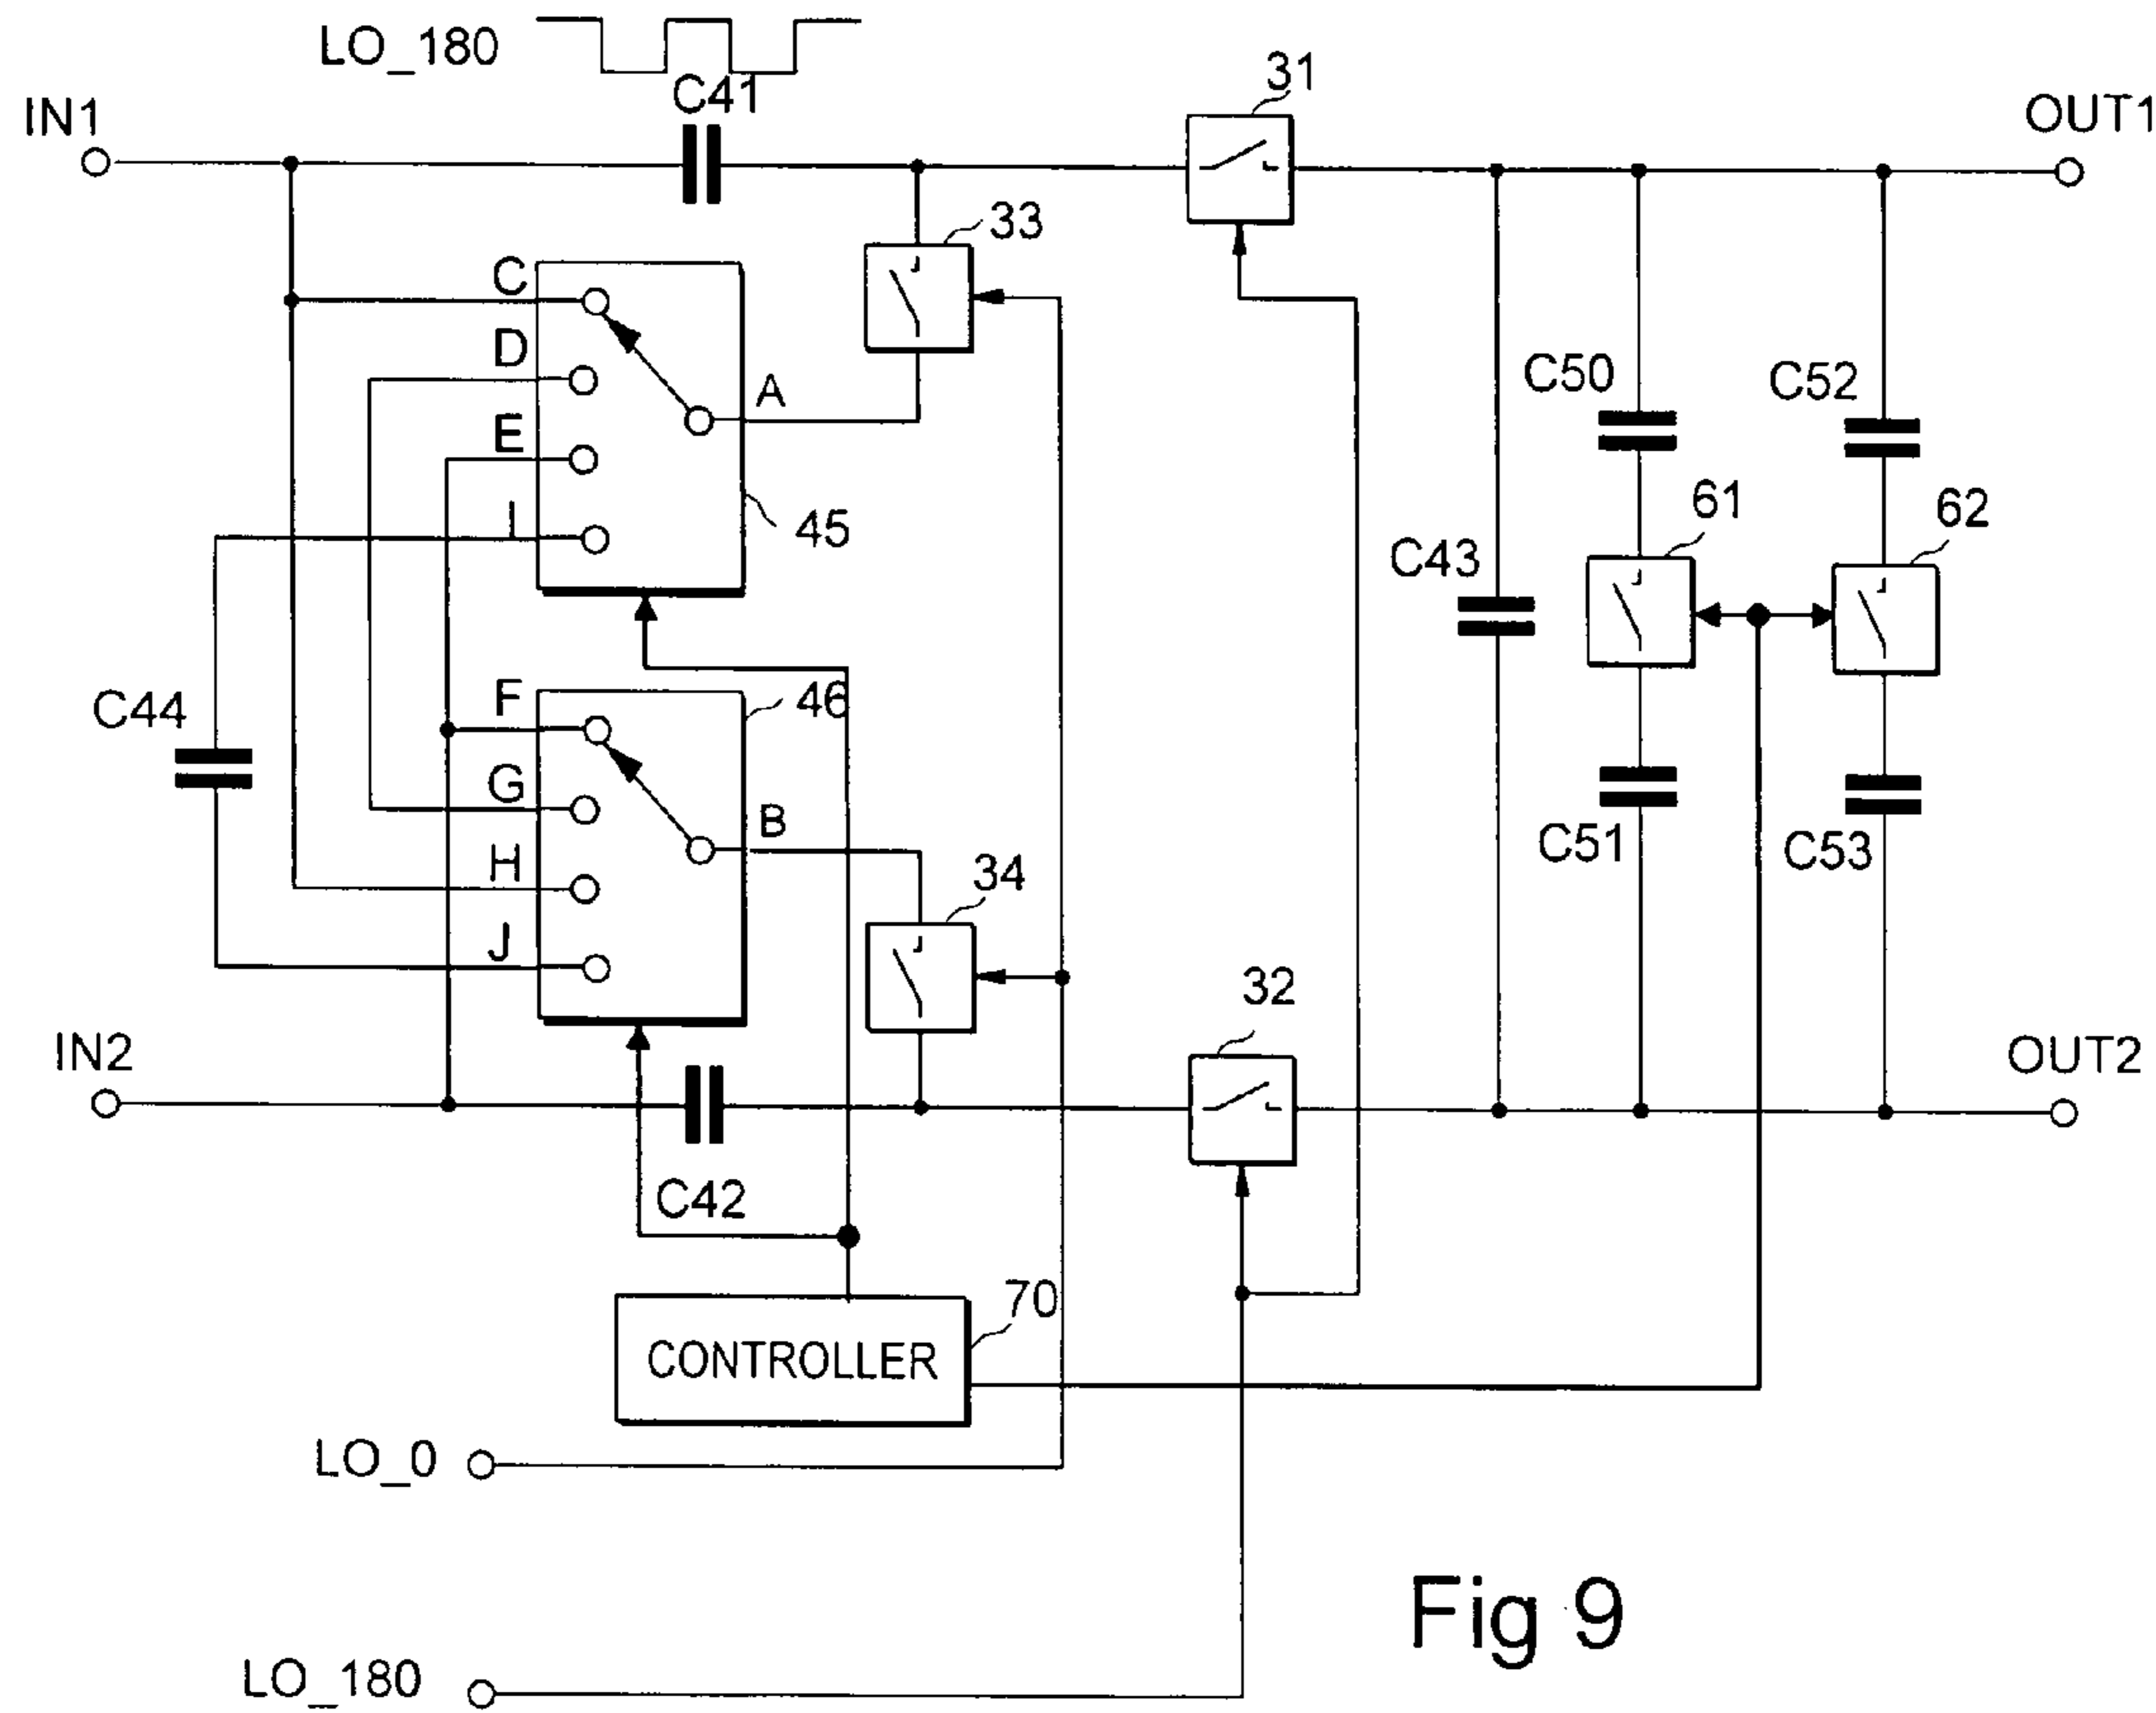 LO_180
C41
31
IN1
OUT1
33
C
D
A
E
I
45
C50
C52
61
62
C43
F
46
C44
G
B
H
C51
C53
34
J
32
IN2
OUT2
C42
70
CONTROLLER
LO_0
Fig 9
LO_180